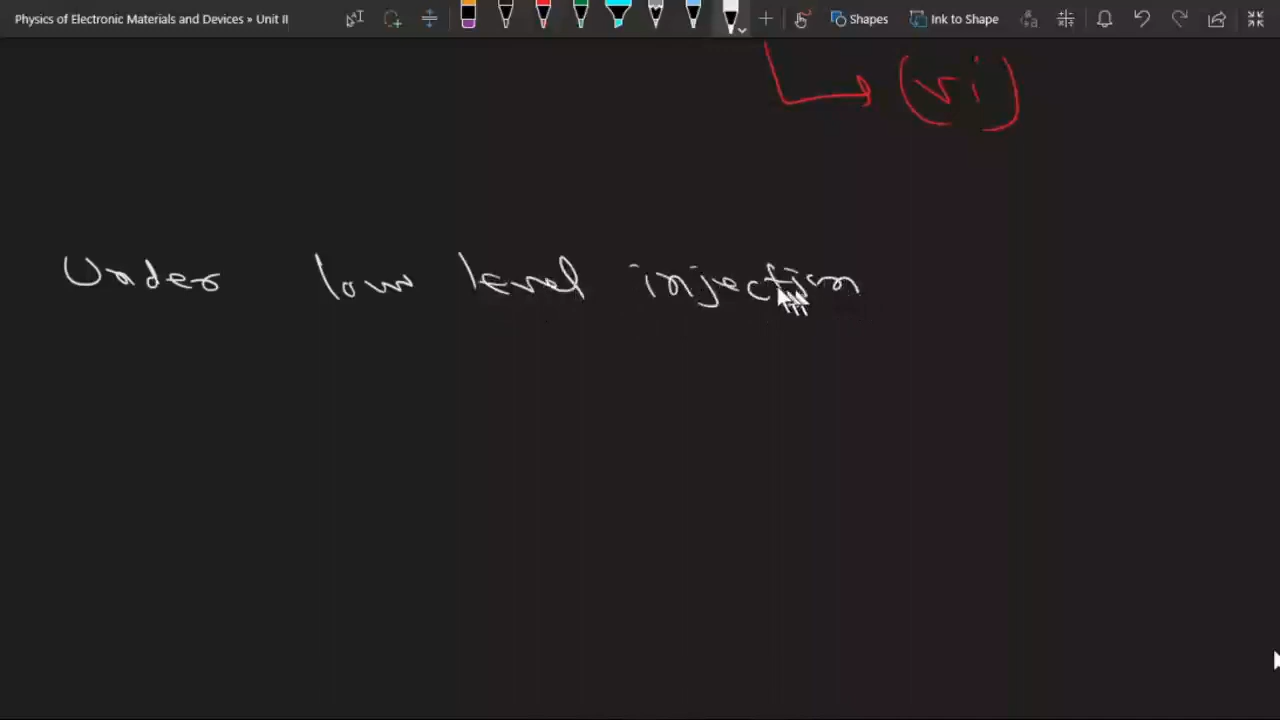 Physics of Electronic Materials and Devices » Unit II
Shapes
Ink to Shape
(vi)
Under low level injection